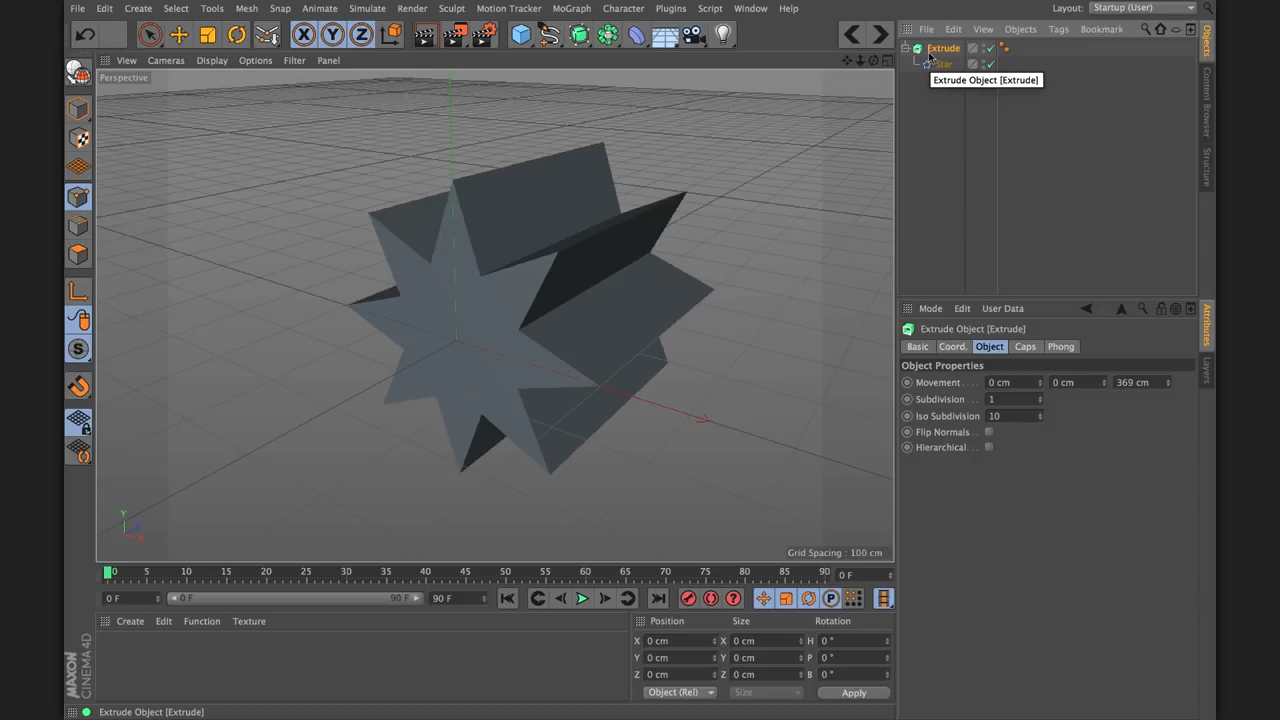 File Edit Create Select Tools Mesh Snap Animate Simulate Render Sculpt Motion Tracker MoGraph Character Plugins Script Window Help Layout: Startup (User)
X Y Z
File Edit View Objects Tags Bookmark
Extrude
Star
Extrude Object [Extrude]
View Cameras Display Options Filter Panel
Perspective
Y
Z
X
Grid Spacing : 100 cm
Objects
Content Browser
Structure
Mode Edit User Data
Extrude Object [Extrude]
Basic Coord. Object Caps Phong
Object Properties
Movement . . . . 0 cm 0 cm 369 cm
Subdivision . . 1
Iso Subdivision 10
Flip Normals .
Hierarchical. .
Attributes
Layers
0 5 10 15 20 25 30 35 40 45 50 55 60 65 70 75 80 85 90 0 F
0 F 0 F 90 F 90 F
P
Create Edit Function Texture
Position Size Rotation
X 0 cm X 0 cm H 0 °
Y 0 cm Y 0 cm P 0 °
Z 0 cm Z 0 cm B 0 °
Object (Rel) Size Apply
MAXON
CINEMA 4D
Extrude Object [Extrude]